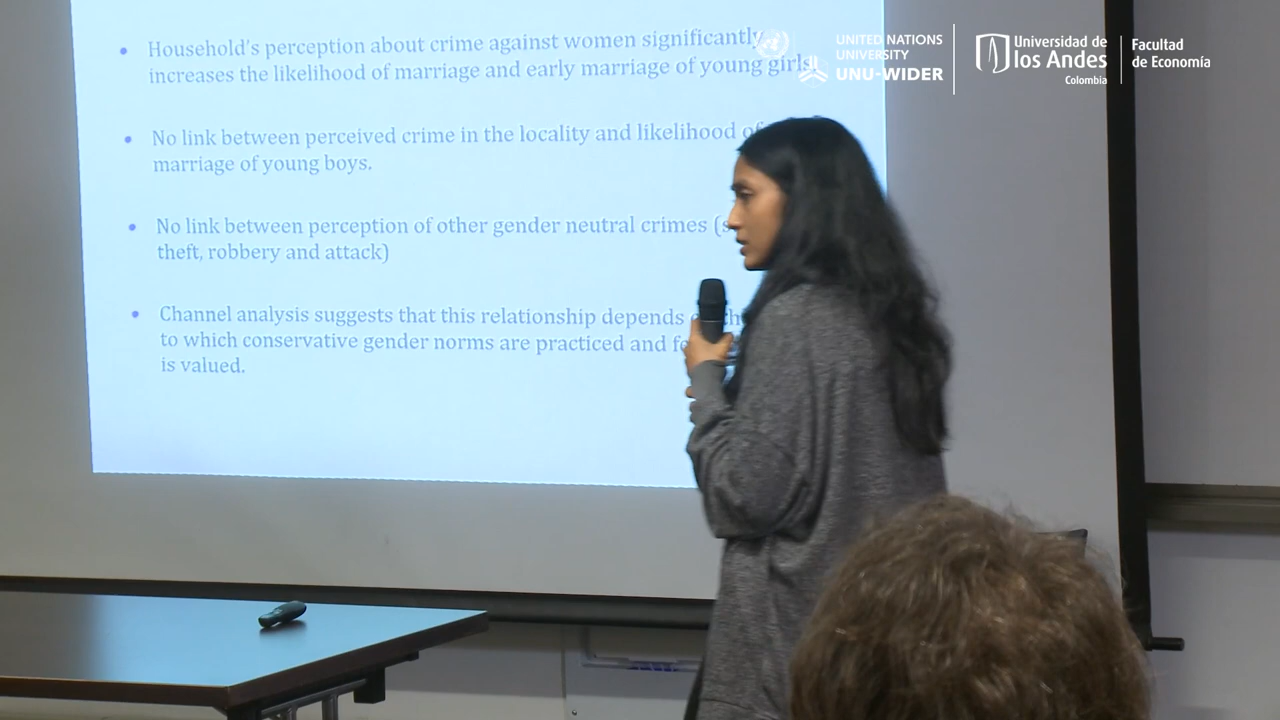 Household's perception about crime against women significantly
increases the likelihood of marriage and early marriage of young girls
No link between perceived crime in the locality and likelihood of
marriage of young boys.
No link between perception of other gender neutral crimes (
theft, robbery and attack)
Channel analysis suggests that this relationship depends
to which conservative gender norms are practiced and
is valued.
UNITED NATIONS
UNIVERSITY
UNU-WIDER
Universidad de
los Andes
Colombia
Facultad
de Economía